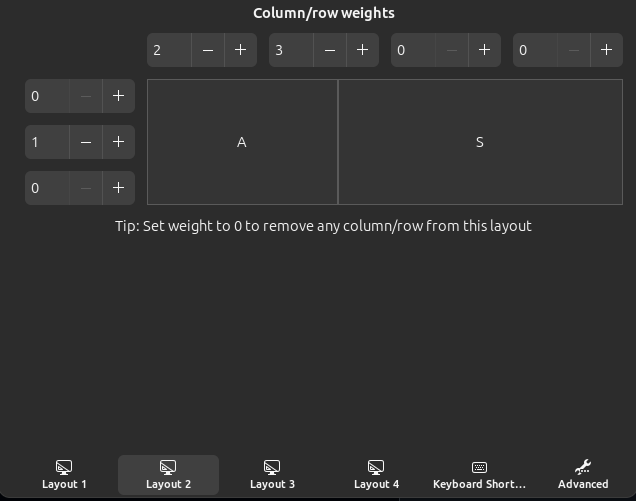 Column/row weights
2 − + 3 − + 0 − + 0 − +
0 − +
1 − +
A S
0 − +
Tip: Set weight to 0 to remove any column/row from this layout
Layout 1 Layout 2 Layout 3 Layout 4 Keyboard Short... Advanced